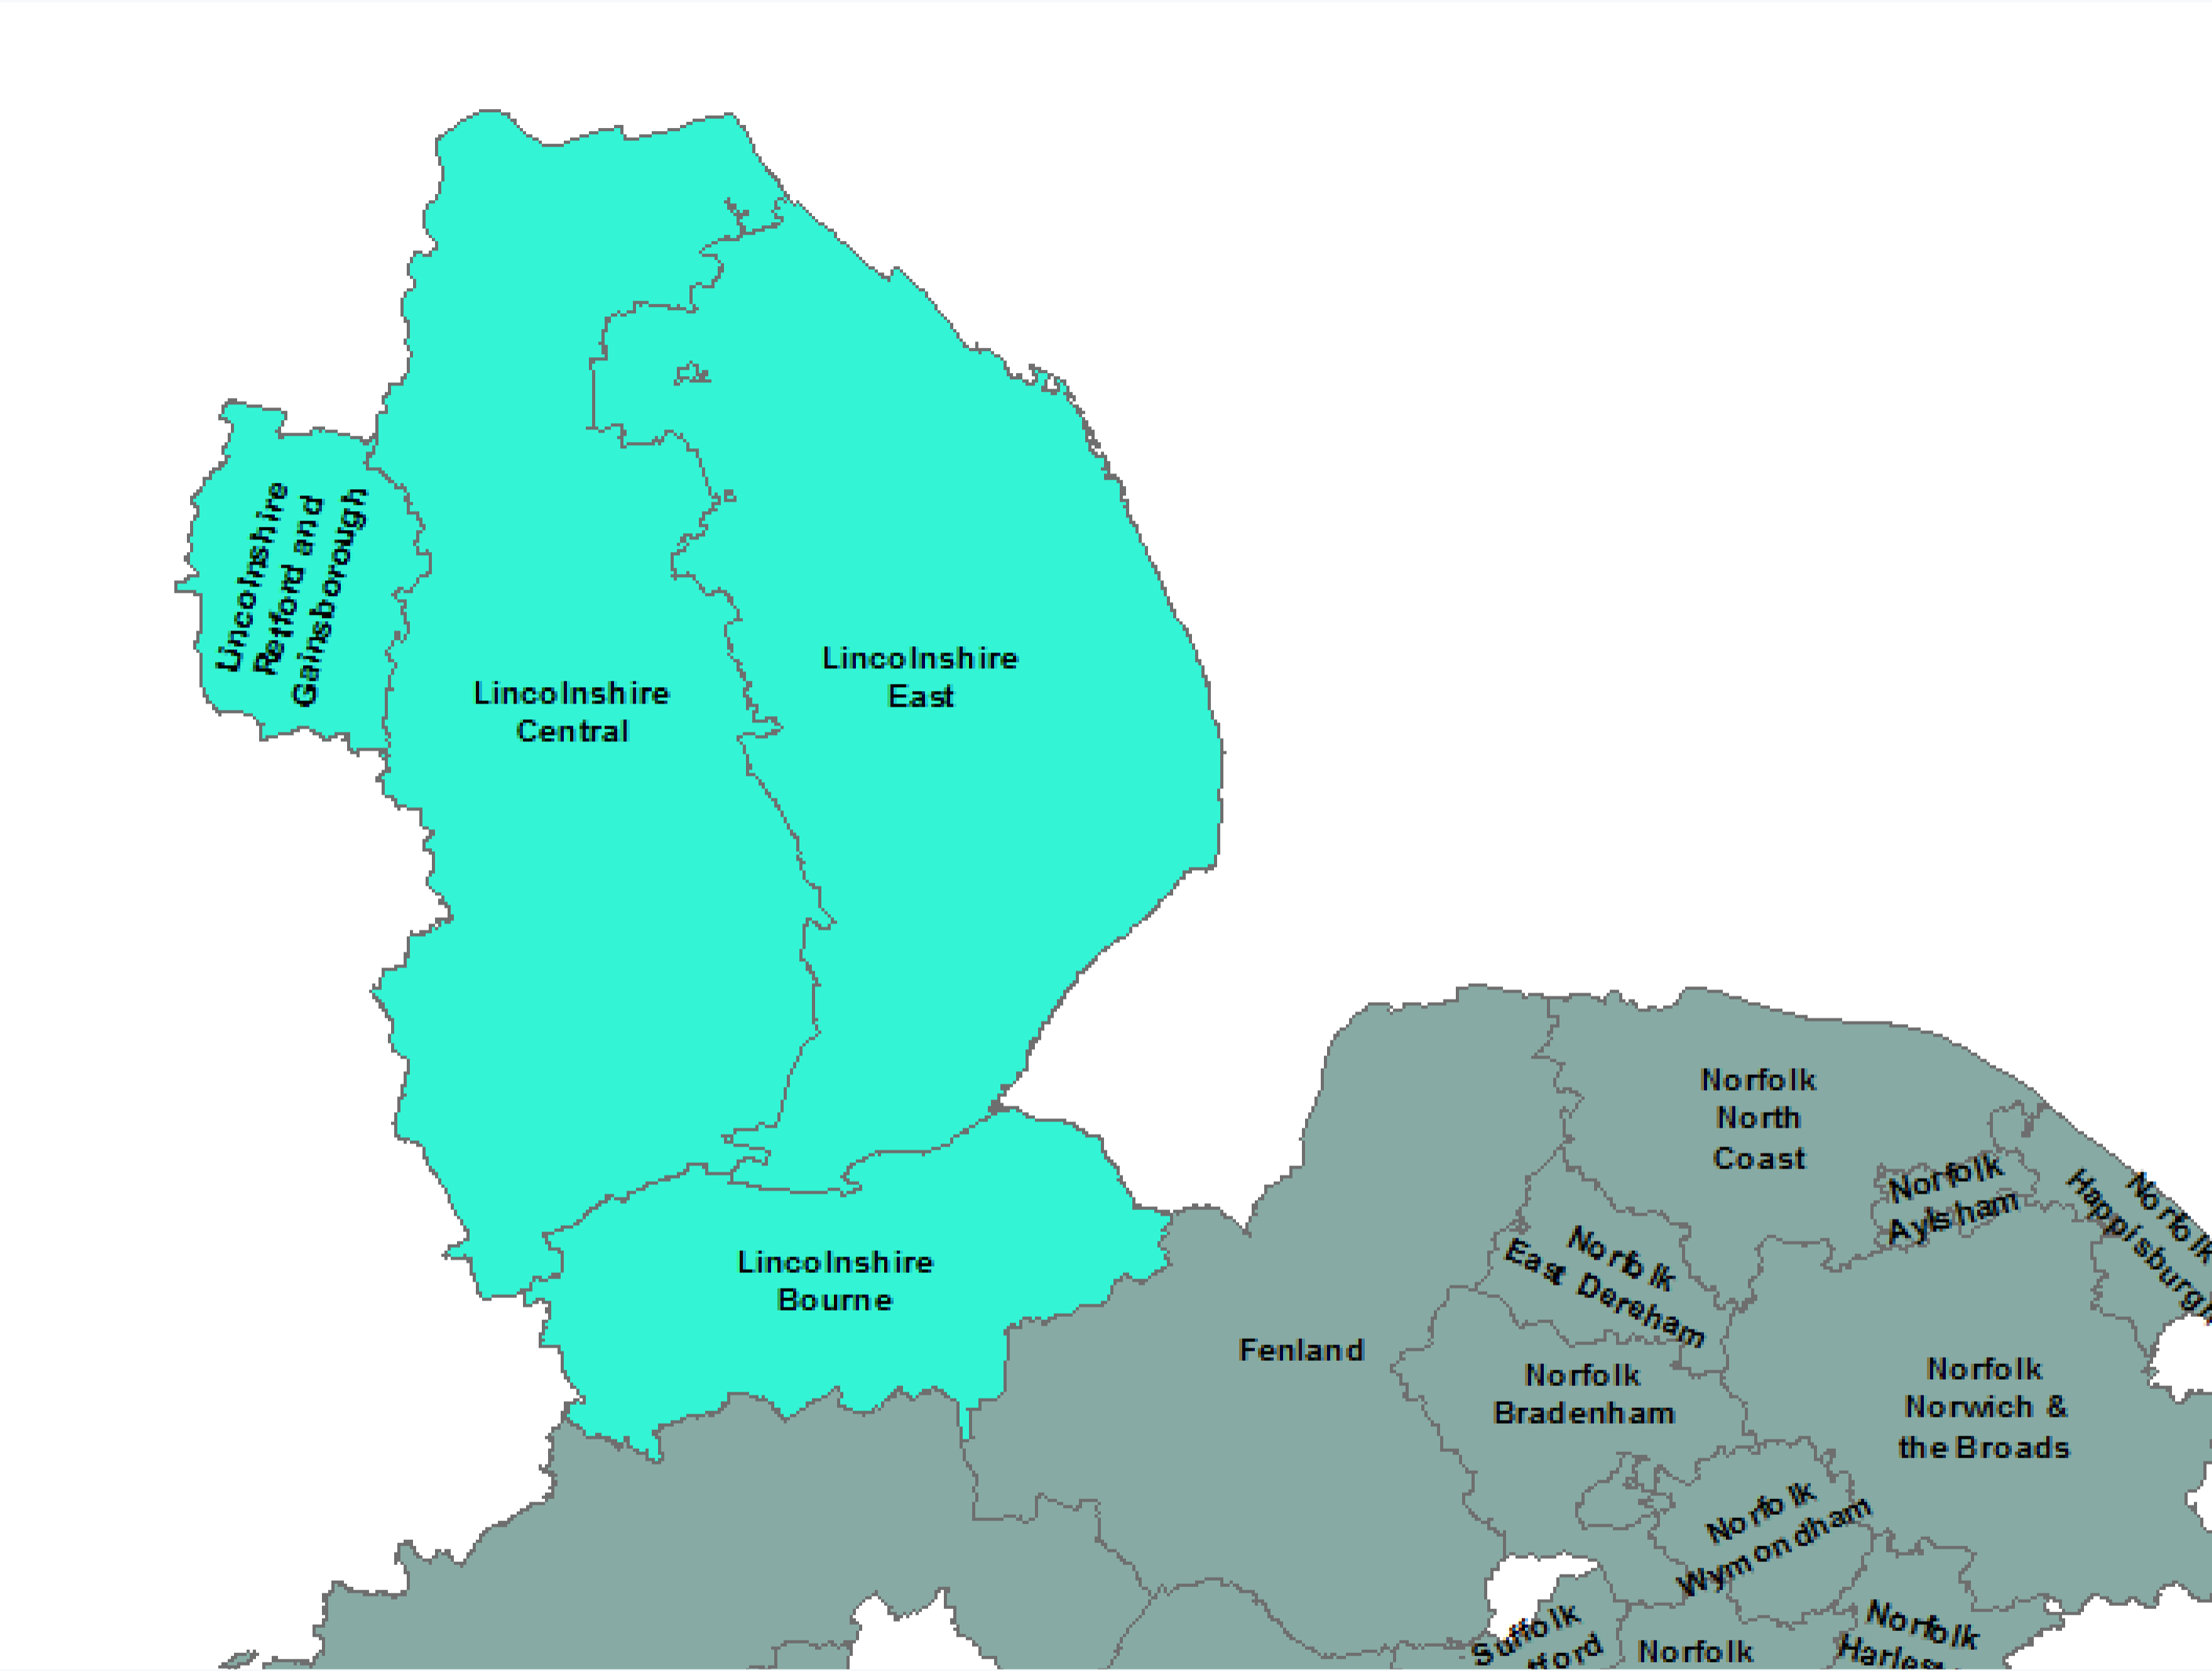 Lincolnshire
Retford and
Gainsborough
Lincolnshire
Central
Lincolnshire
East
Lincolnshire
Bourne
Fenland
Norfolk
North
Coast
Norfolk
Aylsham
Norfolk
Happisburgh
Norfolk
East Dereham
Norfolk
Bradenham
Norfolk
Norwich &
the Broads
Norfolk
Wymondham
Suffolk
Norfolk
Norfolk